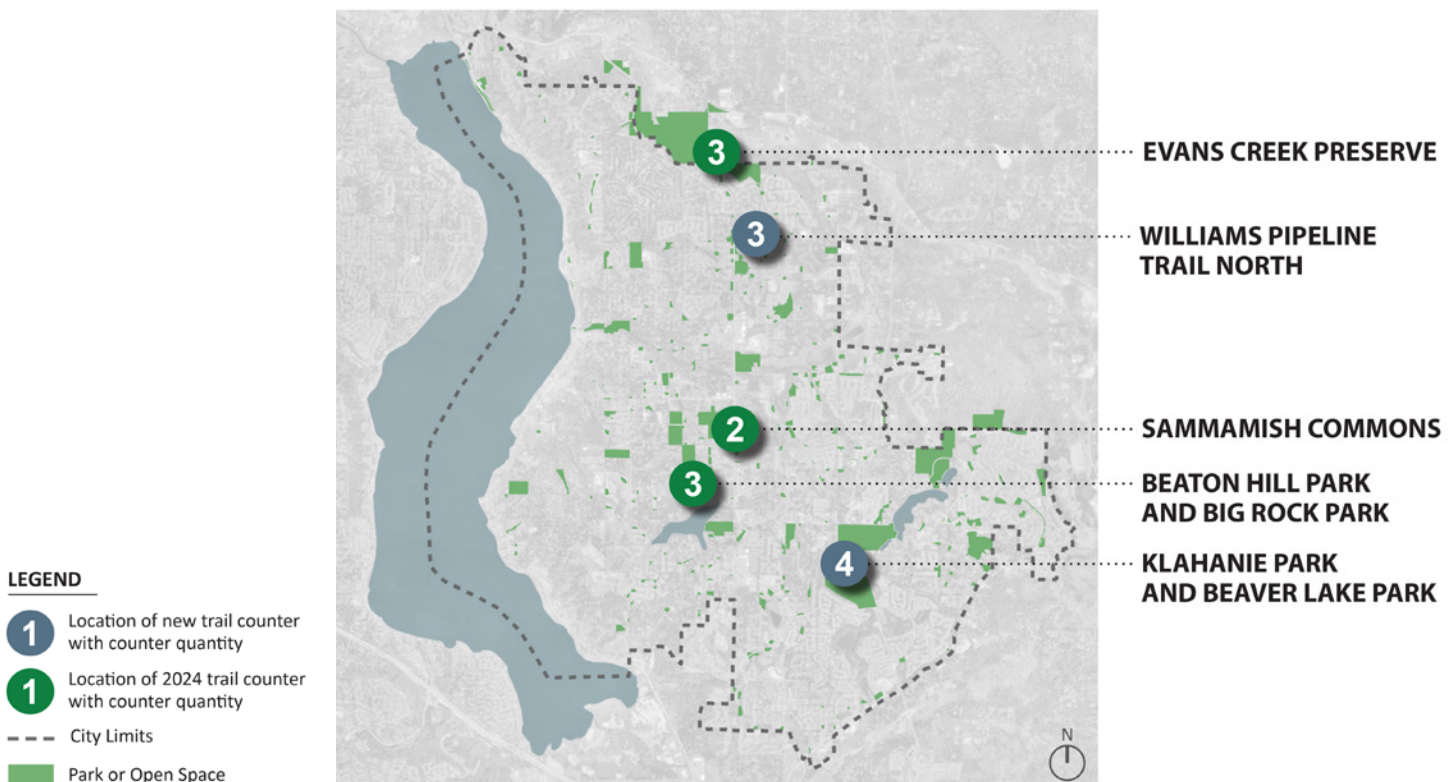 3
EVANS CREEK PRESERVE
3
WILLIAMS PIPELINE
TRAIL NORTH
2
SAMMAMISH COMMONS
3
BEATON HILL PARK
AND BIG ROCK PARK
4
KLAHANIE PARK
AND BEAVER LAKE PARK
LEGEND
1
Location of new trail counter
with counter quantity
1
Location of 2024 trail counter
with counter quantity
City Limits
Park or Open Space
N